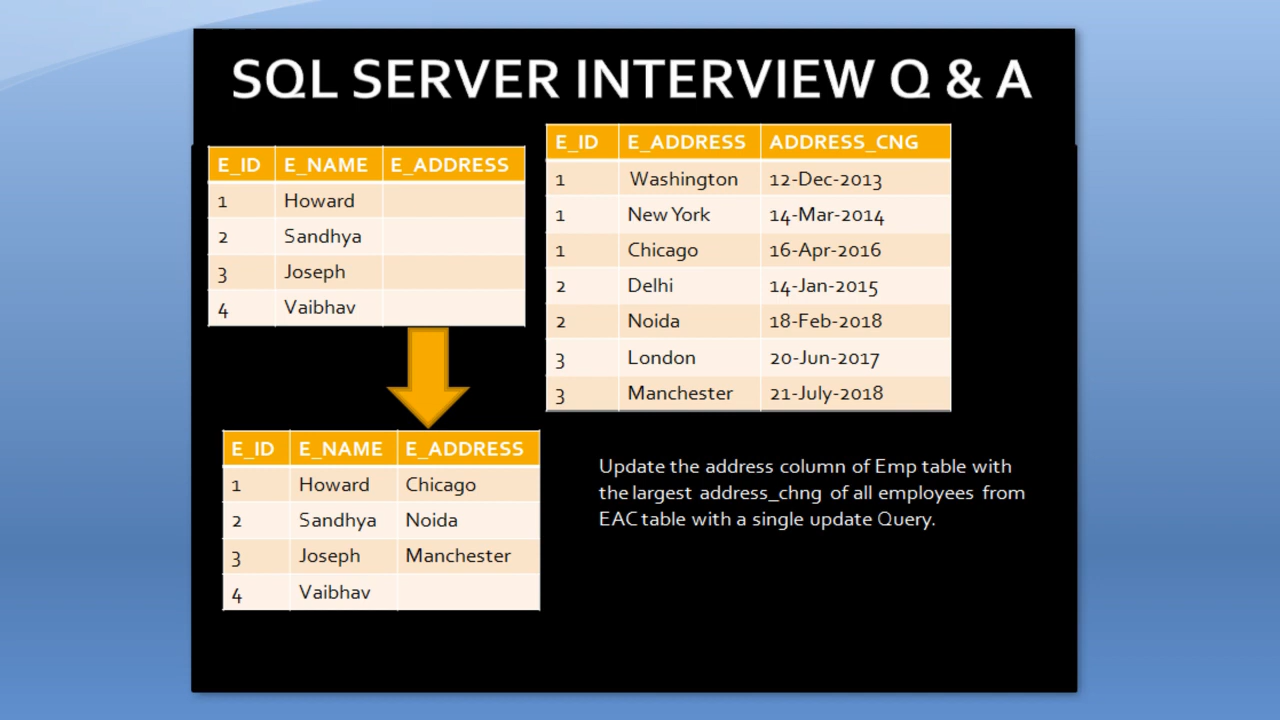 SQL SERVER INTERVIEW Q & A
E_ID E_NAME E_ADDRESS
1 Howard
2 Sandhya
3 Joseph
4 Vaibhav
E_ID E_ADDRESS ADDRESS_CNG
1 Washington 12-Dec-2013
1 New York 14-Mar-2014
1 Chicago 16-Apr-2016
2 Delhi 14-Jan-2015
2 Noida 18-Feb-2018
3 London 20-Jun-2017
3 Manchester 21-July-2018
E_ID E_NAME E_ADDRESS
1 Howard Chicago
2 Sandhya Noida
3 Joseph Manchester
4 Vaibhav
Update the address column of Emp table with
the largest address_chng of all employees from
EAC table with a single update Query.